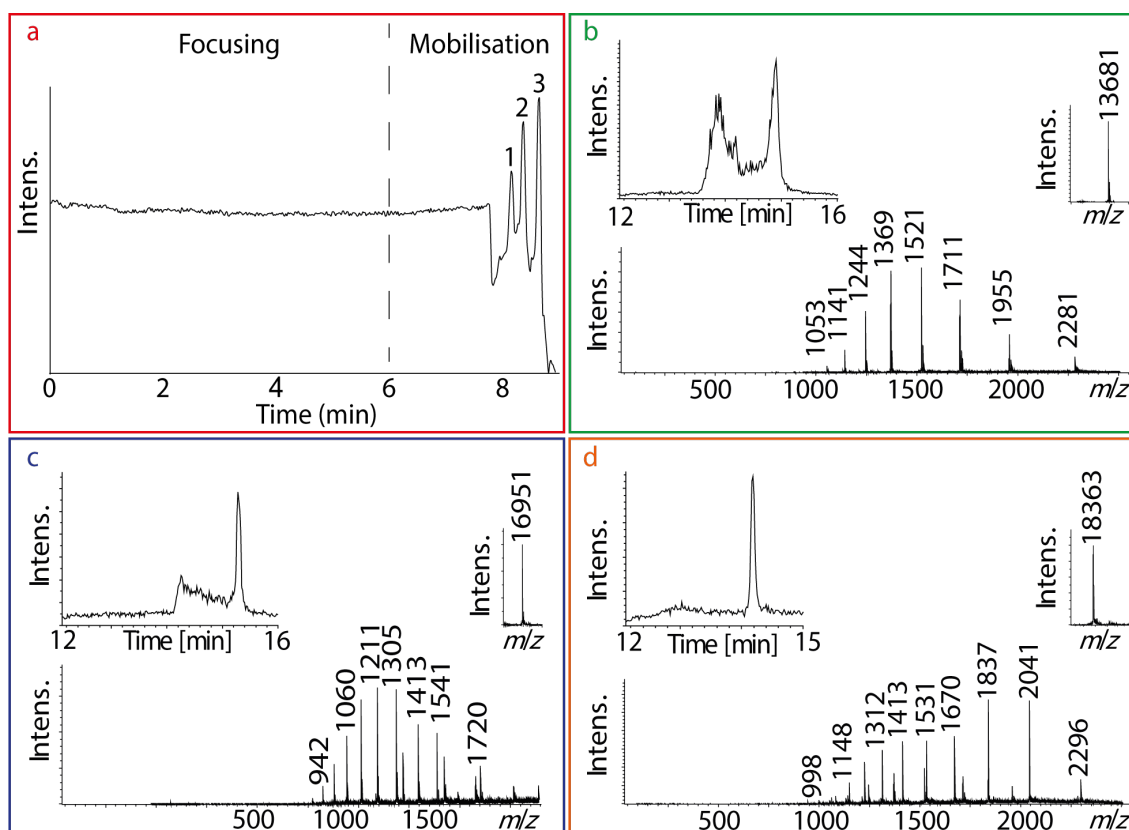 a
Focusing
Mobilisation
Intens.
1
2
3
0
2
4
6
8
Time (min)
b
Intens.
12
Time [min]
16
Intens.
13681
m/z
Intens.
1053
1141
1244
1369
1521
1711
1955
2281
500
1000
1500
2000
m/z
c
Intens.
12
Time [min]
16
Intens.
16951
m/z
Intens.
942
1060
1211
1305
1413
1541
1720
500
1000
1500
m/z
d
Intens.
12
Time [min]
15
Intens.
18363
m/z
Intens.
998
1148
1312
1413
1531
1670
1837
2041
2296
500
1000
1500
2000
m/z